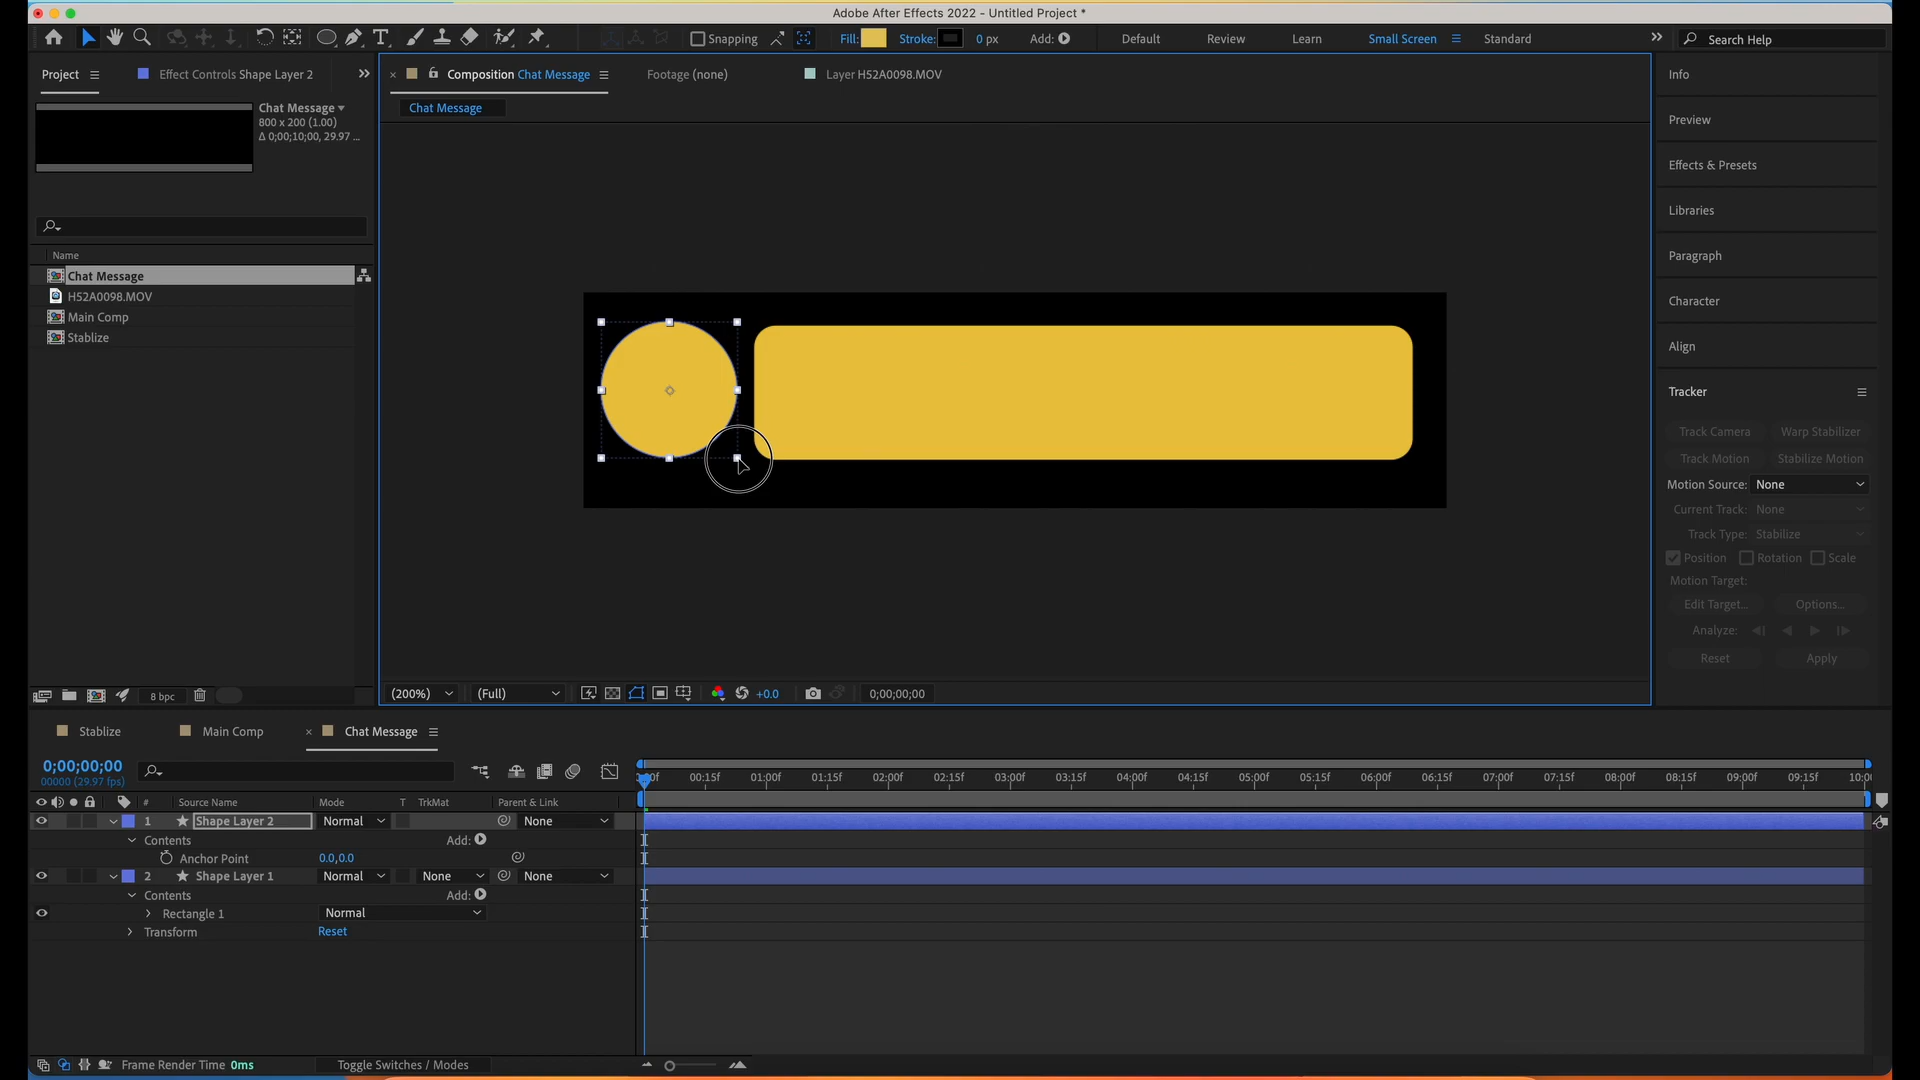 Adobe After Effects 2022 - Untitled Project *
Snapping
Fill:
Stroke:
0 px
Add:
Default
Review
Learn
Small Screen
Standard
Search Help
Project
Effect Controls Shape Layer 2
Composition Chat Message
Footage (none)
Layer H52A0098.MOV
Info
Chat Message
800 x 200 (1.00)
Δ 0;00;10;00, 29.97 ...
Chat Message
Preview
Effects & Presets
Libraries
Name
Chat Message
H52A0098.MOV
Main Comp
Stablize
Paragraph
Character
Align
Tracker
Track Camera
Warp Stabilizer
Track Motion
Stabilize Motion
Motion Source: None
Current Track: None
Track Type: Stabilize
Position
Rotation
Scale
Motion Target:
Edit Target...
Options...
Analyze:
Reset
Apply
8 bpc
(200%)
(Full)
+0.0
0;00;00;00
Stablize
Main Comp
Chat Message
0;00;00;00
00000 (29.97 fps)
00f
00:15f
01:00f
01:15f
02:00f
02:15f
03:00f
03:15f
04:00f
04:15f
05:00f
05:15f
06:00f
06:15f
07:00f
07:15f
08:00f
08:15f
09:00f
09:15f
10:0
#
Source Name
Mode
T
TrkMat
Parent & Link
1
Shape Layer 2
Normal
None
Contents
Add:
Anchor Point
0.0,0.0
2
Shape Layer 1
Normal
None
None
Contents
Add:
Rectangle 1
Normal
Transform
Reset
Frame Render Time 0ms
Toggle Switches / Modes